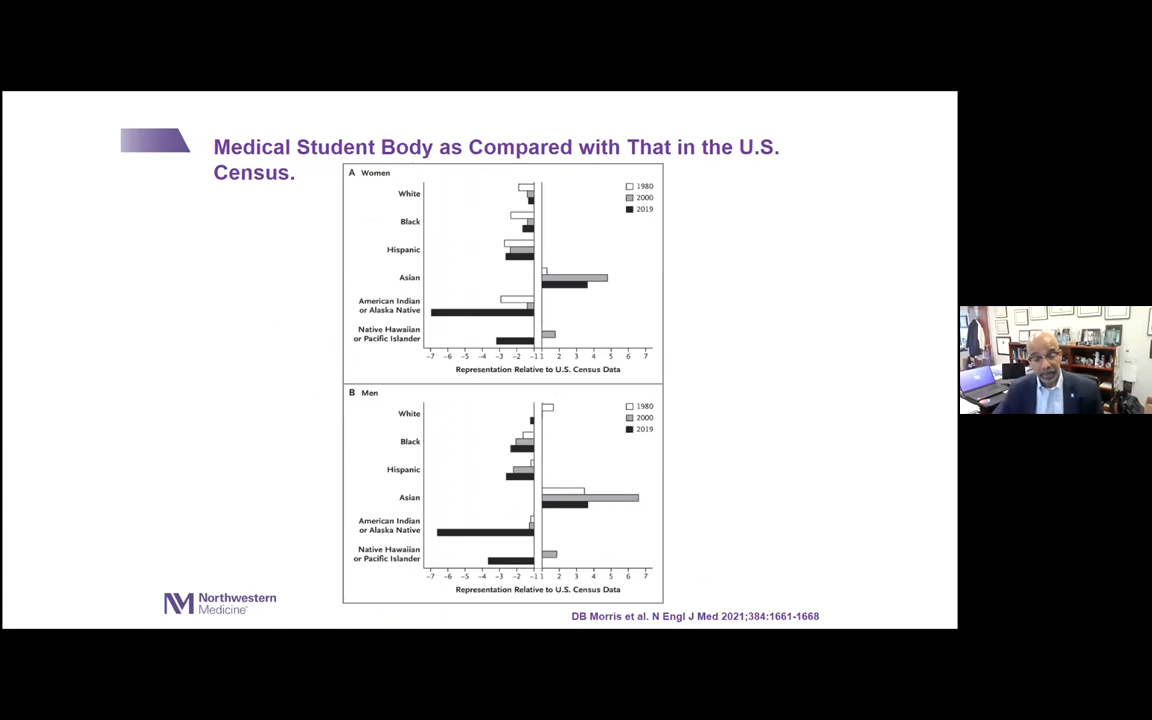 Medical Student Body as Compared with That in the U.S.
Census.
A Women
1980
2000
2019
White
Black
Hispanic
Asian
American Indian
or Alaska Native
Native Hawaiian
or Pacific Islander
−7 −6 −5 −4 −3 −2 −1 1 2 3 4 5 6 7
Representation Relative to U.S. Census Data
B Men
1980
2000
2019
White
Black
Hispanic
Asian
American Indian
or Alaska Native
Native Hawaiian
or Pacific Islander
−7 −6 −5 −4 −3 −2 −1 1 2 3 4 5 6 7
Representation Relative to U.S. Census Data
Northwestern
Medicine
DB Morris et al. N Engl J Med 2021;384:1661-1668